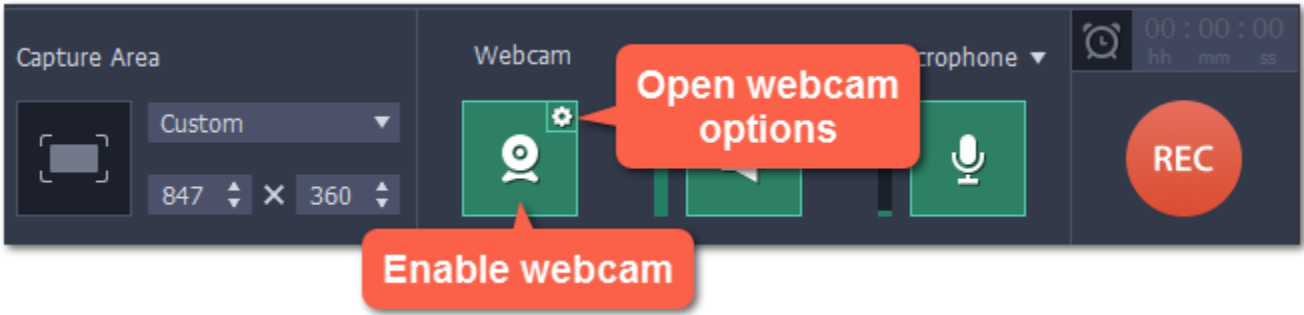 Capture Area
Custom
847 × 360
Webcam
Open webcam
options
Enable webcam
crophone
00 : 00 : 00
hh mm ss
REC